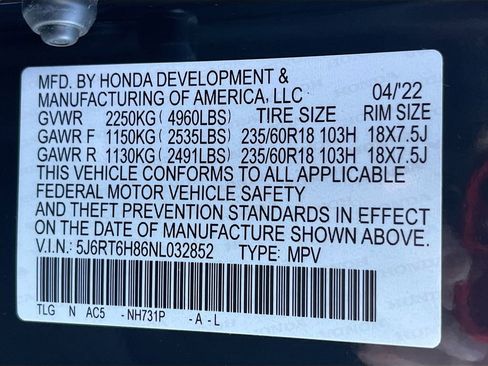 MFD. BY HONDA DEVELOPMENT &
MANUFACTURING OF AMERICA, LLC 04/'22
GVWR 2250KG(4960LBS) TIRE SIZE RIM SIZE
GAWR F 1150KG(2535LBS) 235/60R18 103H 18X7.5J
GAWR R 1130KG(2491LBS) 235/60R18 103H 18X7.5J
THIS VEHICLE CONFORMS TO ALL APPLICABLE
FEDERAL MOTOR VEHICLE SAFETY
AND THEFT PREVENTION STANDARDS IN EFFECT
ON THE DATE OF MANUFACTURE SHOWN ABOVE.
V.I.N. 5J6RT6H86NL032852 TYPE: MPV
TLG N AC5 -NH731P -A-L